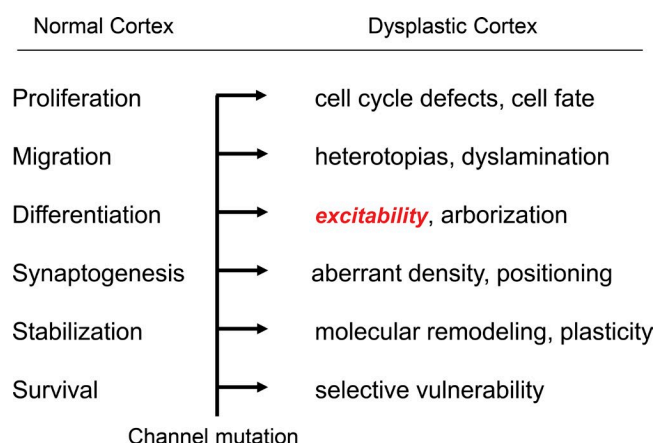 Normal Cortex Dysplastic Cortex
Proliferation cell cycle defects, cell fate
Migration heterotopias, dyslamination
Differentiation excitability, arborization
Synaptogenesis aberrant density, positioning
Stabilization molecular remodeling, plasticity
Survival selective vulnerability
Channel mutation